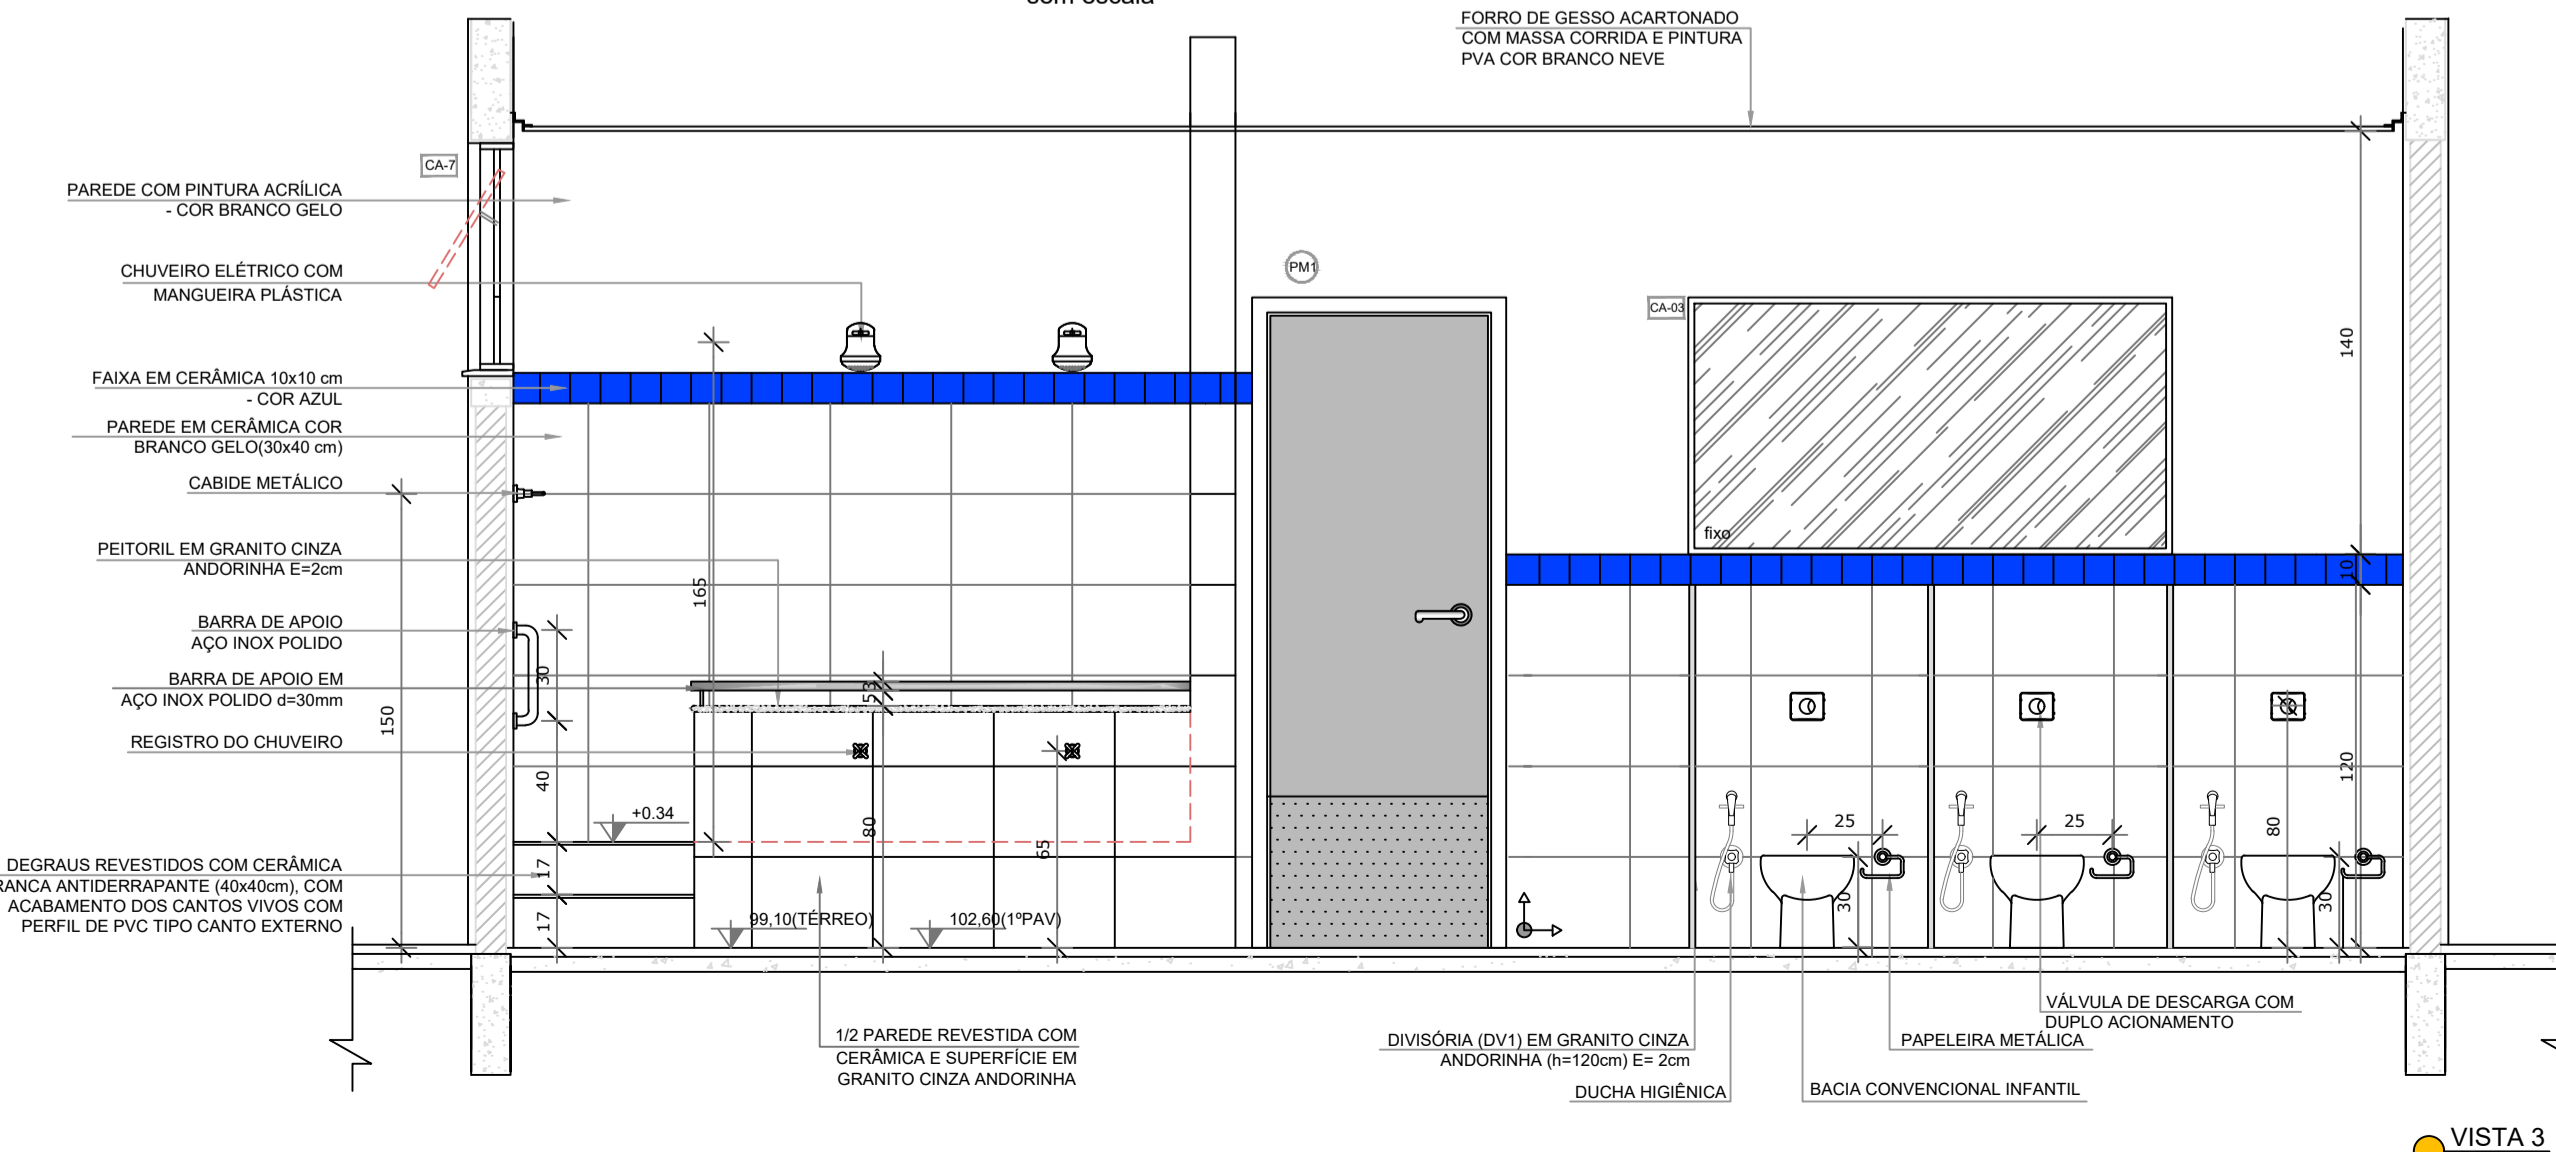 FORRO DE GESSO ACARTONADO
COM MASSA CORRIDA E PINTURA
PVA COR BRANCO NEVE
CA-7
PAREDE COM PINTURA ACRÍLICA
- COR BRANCO GELO
CHUVEIRO ELÉTRICO COM
MANGUEIRA PLÁSTICA
PM1
CA-03
140
FAIXA EM CERÂMICA 10x10 cm
- COR AZUL
PAREDE EM CERÂMICA COR
BRANCO GELO(30x40 cm)
CABIDE METÁLICO
fixo
PEITORIL EM GRANITO CINZA
ANDORINHA E=2cm
165
10
BARRA DE APOIO
AÇO INOX POLIDO
30
BARRA DE APOIO EM
AÇO INOX POLIDO d=30mm
53
150
REGISTRO DO CHUVEIRO
40
120
+0.34
80
65
25
25
80
DEGRAUS REVESTIDOS COM CERÂMICA
RANCA ANTIDERRAPANTE (40x40cm), COM
ACABAMENTO DOS CANTOS VIVOS COM
PERFIL DE PVC TIPO CANTO EXTERNO
17
17
99,10(TÉRREO)
102,60(1ºPAV)
30
30
1/2 PAREDE REVESTIDA COM
CERÂMICA E SUPERFÍCIE EM
GRANITO CINZA ANDORINHA
DIVISÓRIA (DV1) EM GRANITO CINZA
ANDORINHA (h=120cm) E= 2cm
DUCHA HIGIÊNICA
VÁLVULA DE DESCARGA COM
DUPLO ACIONAMENTO
PAPELEIRA METÁLICA
BACIA CONVENCIONAL INFANTIL
VISTA 3